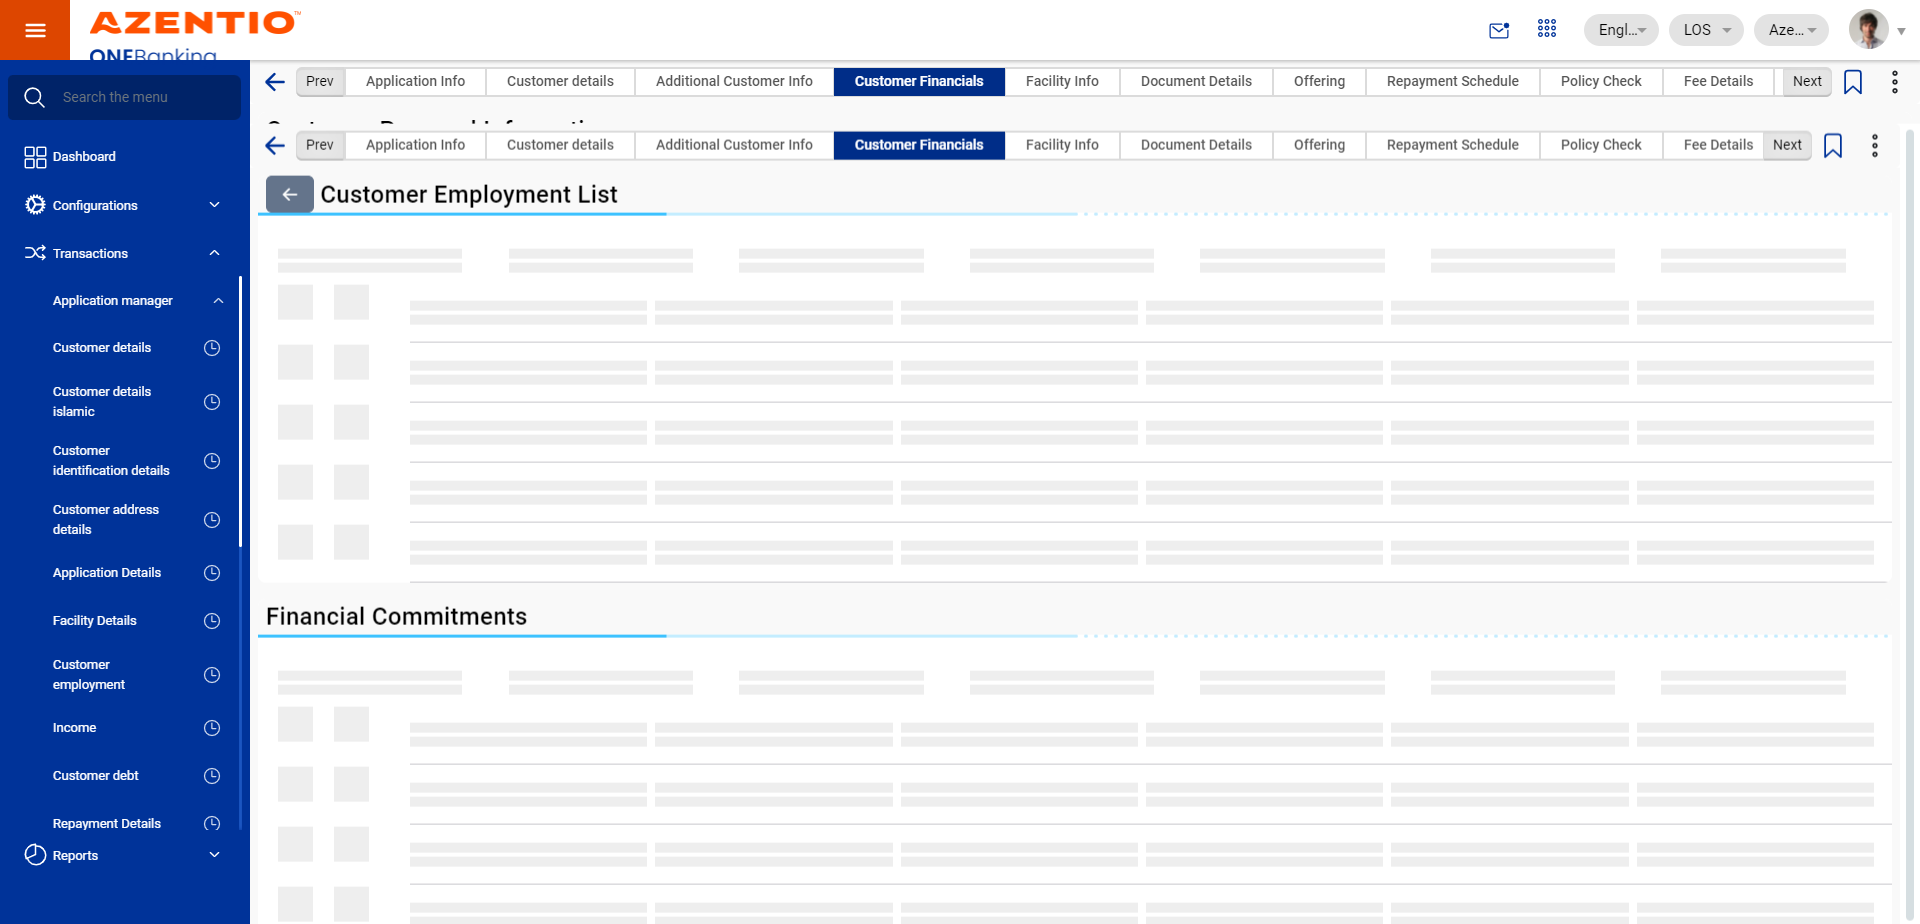 AZENTIO™
ONEBanking
Engl...
LOS
Aze...
Search the menu
Dashboard
Configurations
Transactions
Application manager
Customer details
Customer details
islamic
Customer
identification details
Customer address
details
Application Details
Facility Details
Customer
employment
Income
Customer debt
Repayment Details
Reports
Prev Application Info Customer details Additional Customer Info Customer Financials Facility Info Document Details Offering Repayment Schedule Policy Check Fee Details Next
Prev Application Info Customer details Additional Customer Info Customer Financials Facility Info Document Details Offering Repayment Schedule Policy Check Fee Details Next
Customer Employment List
Financial Commitments